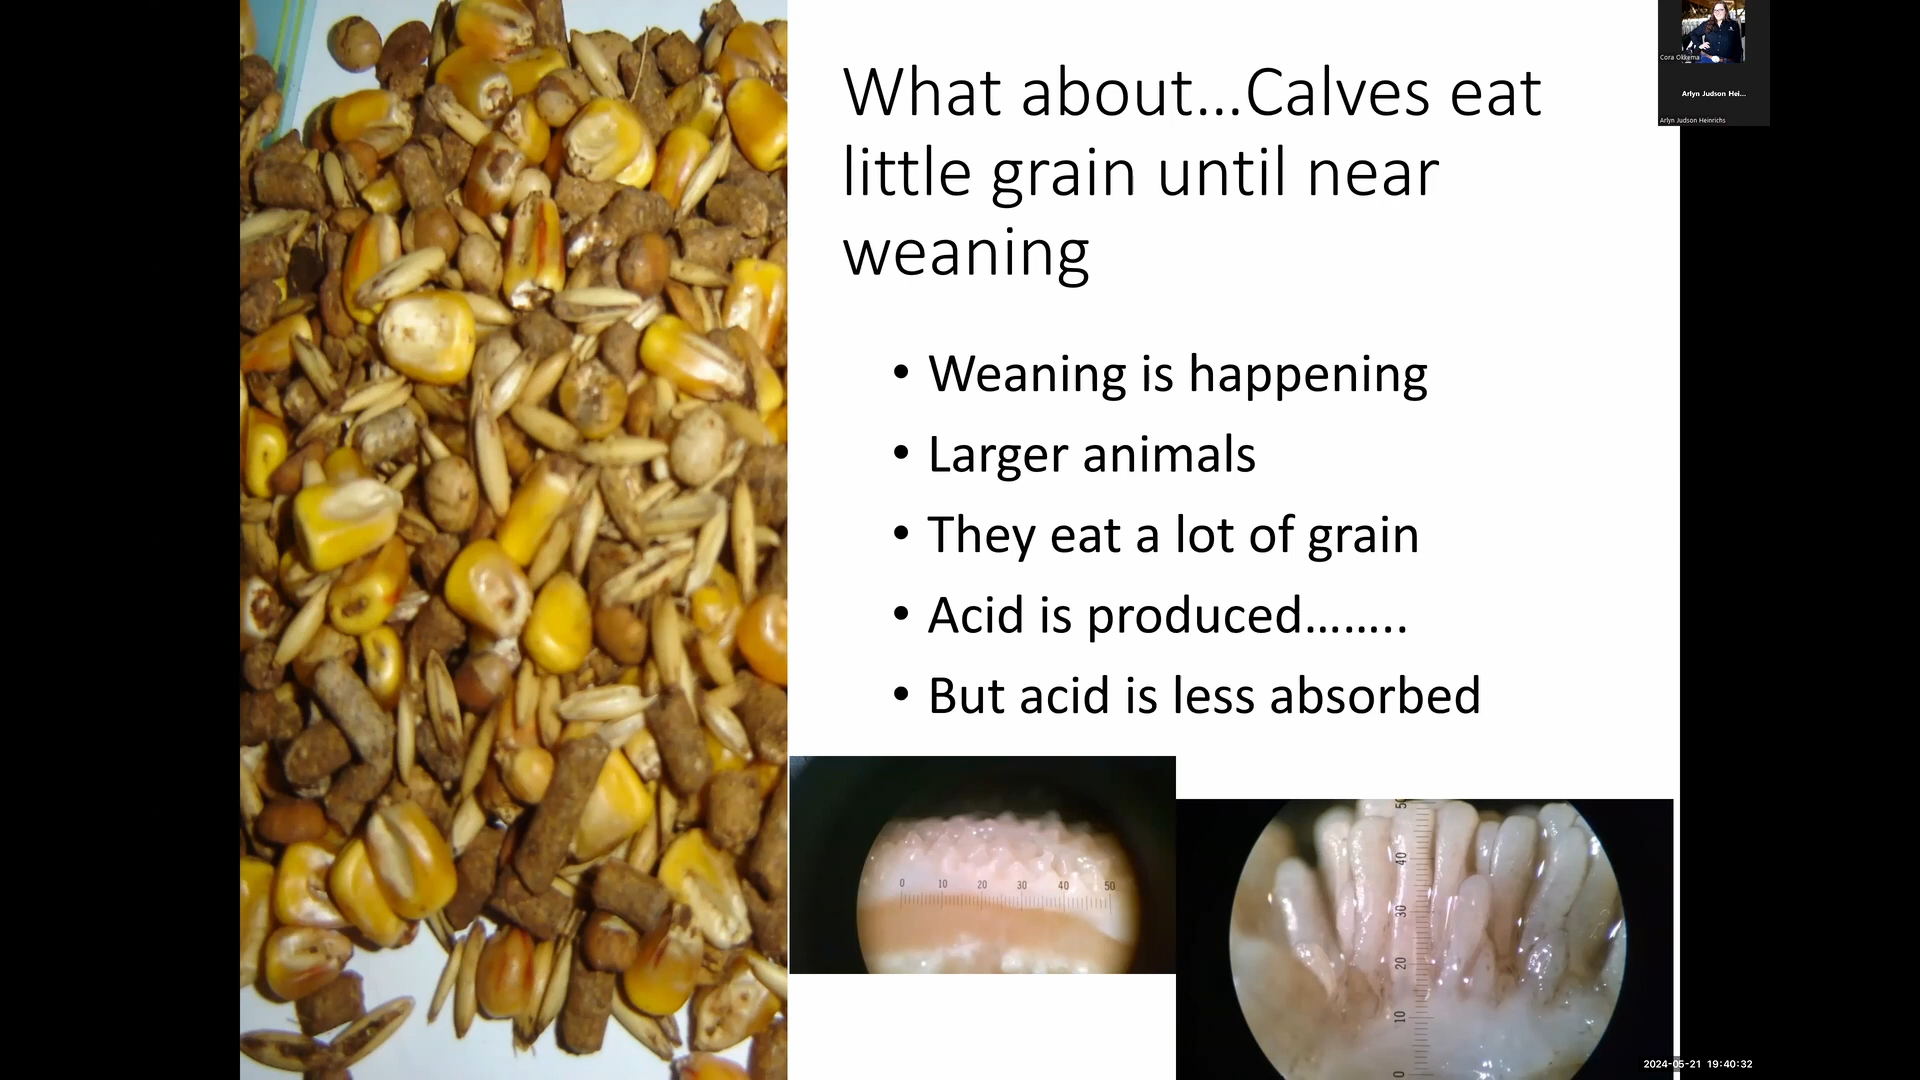 What about...Calves eat
little grain until near
weaning
• Weaning is happening
• Larger animals
• They eat a lot of grain
• Acid is produced........
• But acid is less absorbed
Cora Okkema
Arlyn Judson Hei...
Arlyn Judson Heinrichs
0 10 20 30 40 50
50
40
30
20
10
0
2024-05-21 19:40:32